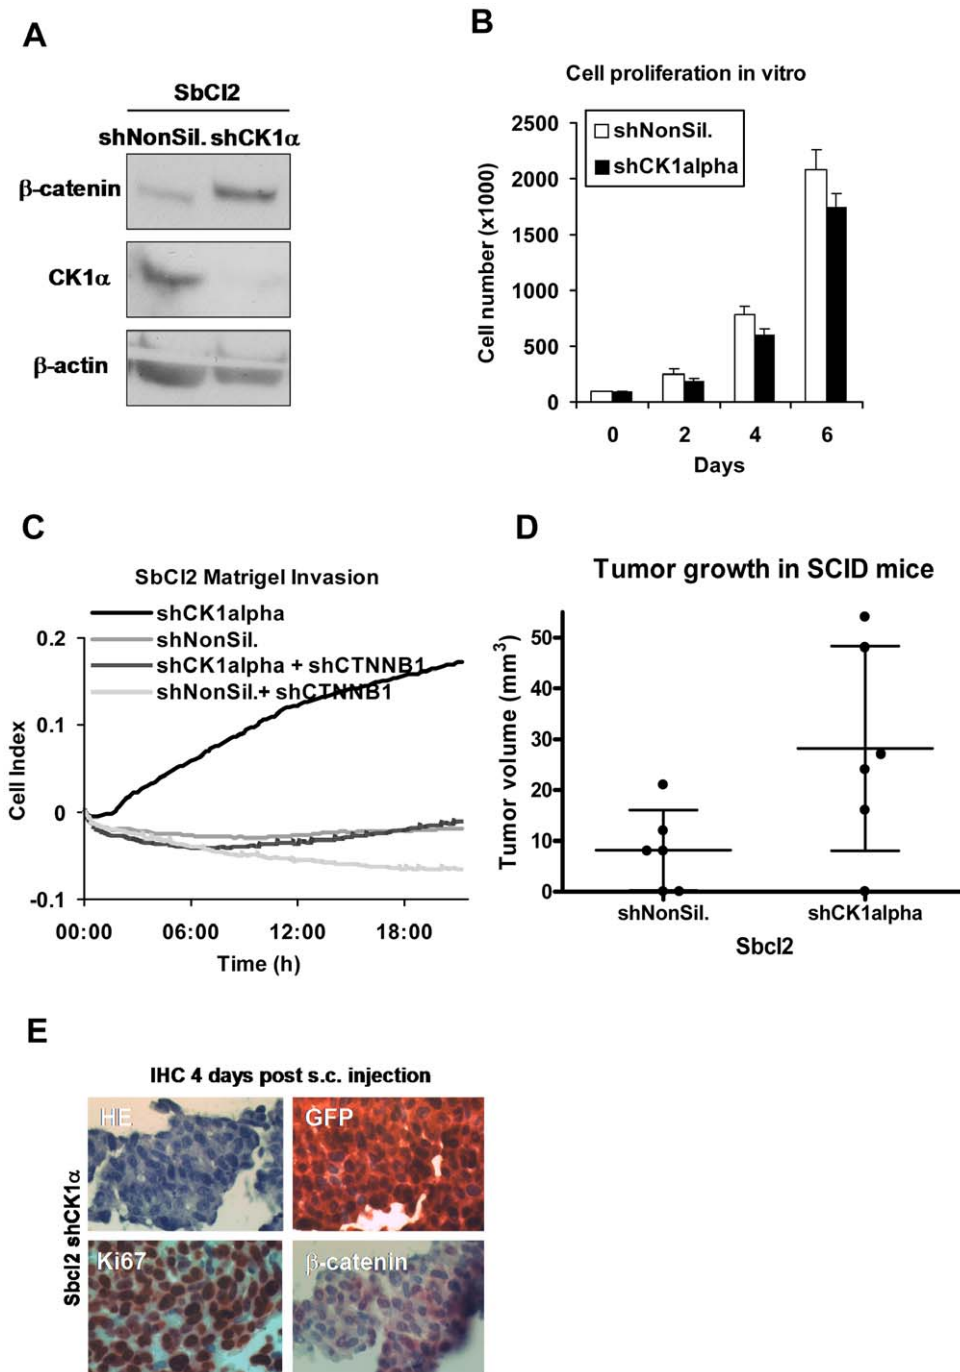 A
SbCl2
shNonSil. shCK1α
β-catenin
CK1α
β-actin
B
Cell proliferation in vitro
shNonSil.
shCK1alpha
Cell number (x1000)
2500
2000
1500
1000
500
0
0 2 4 6
Days
C
SbCl2 Matrigel Invasion
shCK1alpha
shNonSil.
shCK1alpha + shCTNNB1
shNonSil.+ shCTNNB1
Cell Index
0.2
0.1
0
-0.1
00:00 06:00 12:00 18:00
Time (h)
D
Tumor growth in SCID mice
Tumor volume (mm³)
50
40
30
20
10
0
shNonSil. shCK1alpha
Sbcl2
E
IHC 4 days post s.c. injection
Sbcl2 shCK1α
HE GFP
Ki67 β-catenin